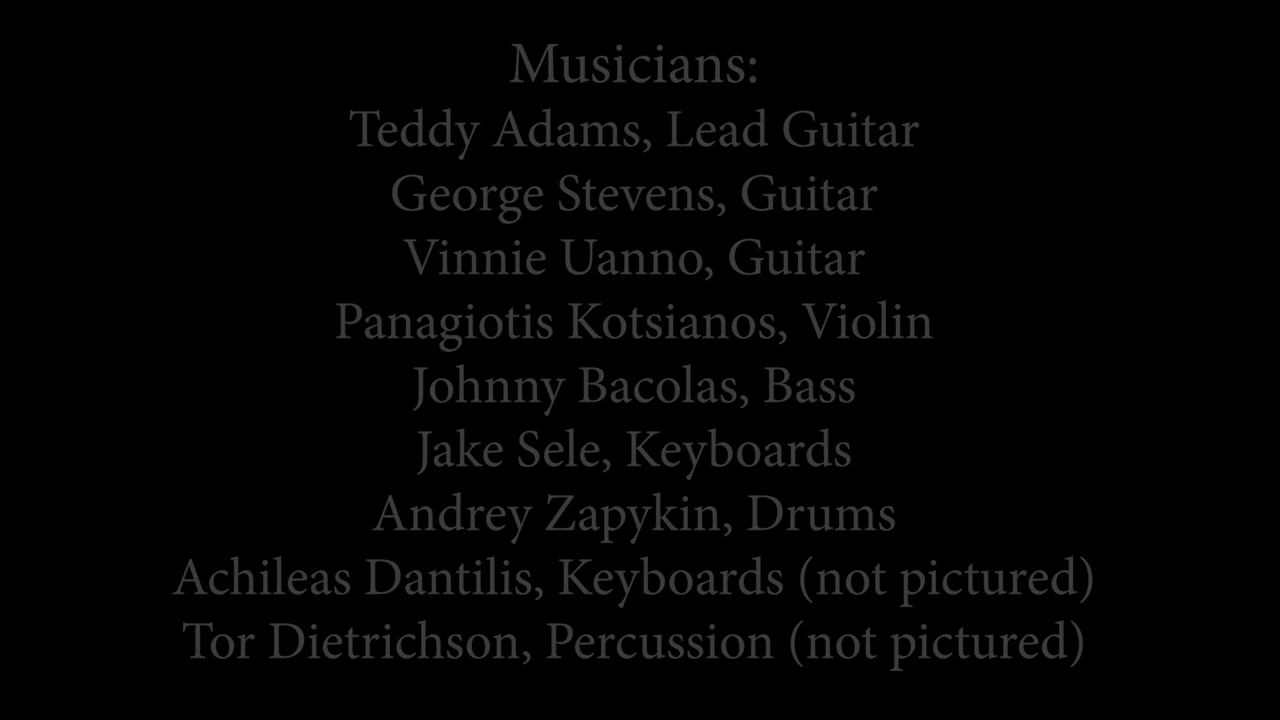 Musicians:
Teddy Adams, Lead Guitar
George Stevens, Guitar
Vinnie Uanno, Guitar
Panagiotis Kotsianos, Violin
Johnny Bacolas, Bass
Jake Sele, Keyboards
Andrey Zapykin, Drums
Achileas Dantilis, Keyboards (not pictured)
Tor Dietrichson, Percussion (not pictured)